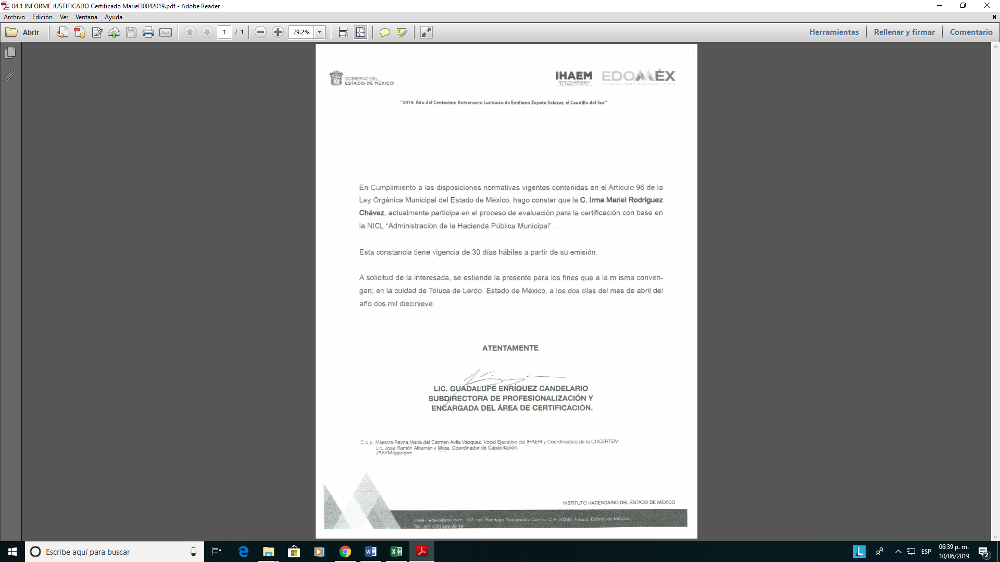 04.1 INFORME JUSTIFICADO Certificado Mariel30042019.pdf - Adobe Reader
Archivo Edición Ver Ventana Ayuda
Abrir 1 / 1 79.2% Herramientas Rellenar y firmar Comentario
GOBIERNO DEL
ESTADO DE MÉXICO
IHAEM EDOMÉX
"2019. Año del Centésimo Aniversario Luctuoso de Emiliano Zapata Salazar, el Caudillo del Sur"
En Cumplimiento a las disposiciones normativas vigentes contenidas en el Artículo 96 de la
Ley Orgánica Municipal del Estado de México, hago constar que la C. Irma Mariel Rodríguez
Chávez, actualmente participa en el proceso de evaluación para la certificación con base en
la NICL "Administración de la Hacienda Pública Municipal" .
Esta constancia tiene vigencia de 30 días hábiles a partir de su emisión.
A solicitud de la interesada, se estiende la presente para los fines que a la m isma conven-
gan; en la cuidad de Toluca de Lerdo, Estado de México, a los dos días del mes de abril del
año dos mil diecinieve.
ATENTAMENTE
LIC. GUADALUPE ENRÍQUEZ CANDELARIO
SUBDIRECTORA DE PROFESIONALIZACIÓN Y
ENCARGADA DEL ÁREA DE CERTIFICACIÓN.
C.c.p. Maestra Reyna María del Carmen Avila Vázquez. Vocal Ejecutivo del IHAEM y Coordinadora de la COCERTEM
Lic. José Ramón Albarrán y Mora. Coordinador de Capacitación.
JRAYM/gec/grm.
INSTITUTO HACENDARIO DEL ESTADO DE MÉXICO
Calle Federalismo núm. 103, col. Santiago Tlaxomulco Centro, C.P. 50280, Toluca, Estado de México.
Tel.: (01 722) 236 05 40
Escribe aquí para buscar
ESP
06:39 p. m.
10/06/2019
2